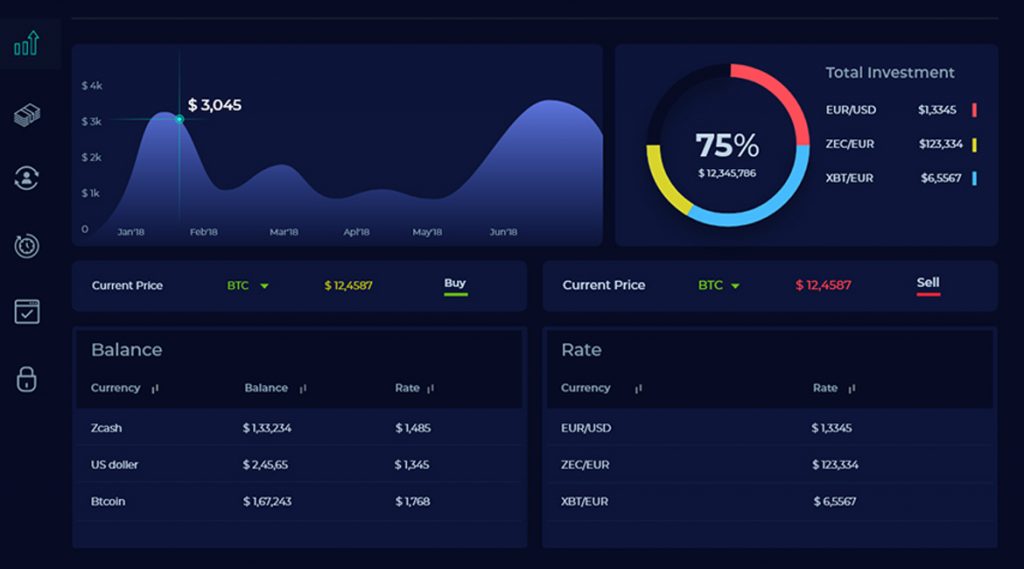 $ 4k
$ 3,045
$ 3k
$ 2k
$ 1k
0
Jan'18 Feb'18 Mar'18 Apl'18 May'18 Jun'18
75%
$ 12,345,786
Total Investment
EUR/USD $1,3345
ZEC/EUR $123,334
XBT/EUR $6,5567
Current Price BTC $ 12,4587 Buy
Current Price BTC $ 12,4587 Sell
Balance
Currency Balance Rate
Zcash $ 1,33,234 $ 1,485
US doller $ 2,45,65 $ 1,345
Btcoin $ 1,67,243 $ 1,768
Rate
Currency Rate
EUR/USD $ 1,3345
ZEC/EUR $ 123,334
XBT/EUR $ 6,5567